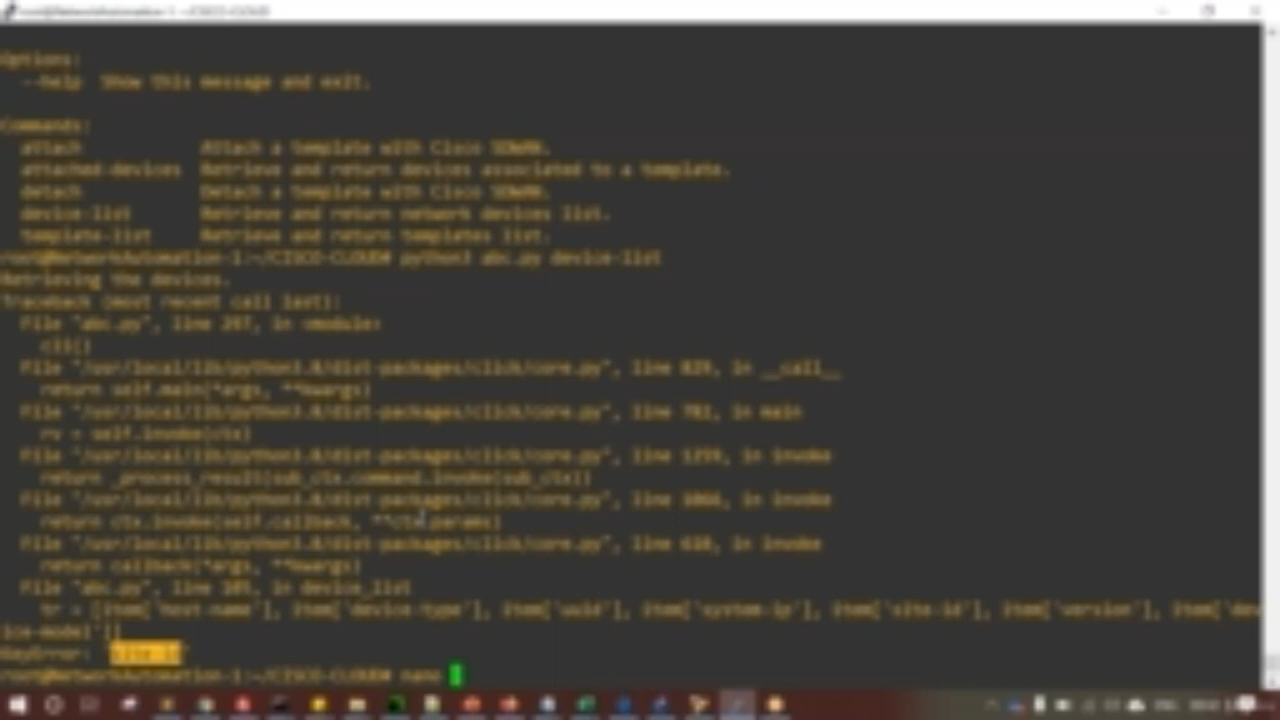 Options:
--help Show this message and exit.
Commands:
attach Attach a template with Cisco SDWAN.
attached-devices Retrieve and return devices associated to a template.
detach Detach a template with Cisco SDWAN.
device-list Retrieve and return network devices list.
template-list Retrieve and return templates list.
root@NetworkAutomation-1:~/CISCO-CLOUD# python3 abc.py device-list
Retrieving the devices.
Traceback (most recent call last):
File "abc.py", line in <module>
cli()
File "/usr/local/lib/python3.8/dist-packages/click/core.py", line 829, in __call__
return self.main(*args, **kwargs)
File "/usr/local/lib/python3.8/dist-packages/click/core.py", line 782, in main
rv = self.invoke(ctx)
File "/usr/local/lib/python3.8/dist-packages/click/core.py", line 1259, in invoke
return _process_result(sub_ctx.command.invoke(sub_ctx))
File "/usr/local/lib/python3.8/dist-packages/click/core.py", line 1066, in invoke
return ctx.invoke(self.callback, **ctx.params)
File "/usr/local/lib/python3.8/dist-packages/click/core.py", line 610, in invoke
return callback(*args, **kwargs)
File "abc.py", line in device_list
tr = [item['host-name'], item['device-type'], item['uuid'], item['system-ip'], item['site-id'], item['version'], item['dev
ice-model']]
KeyError: 'site-id'
root@NetworkAutomation-1:~/CISCO-CLOUD# nano